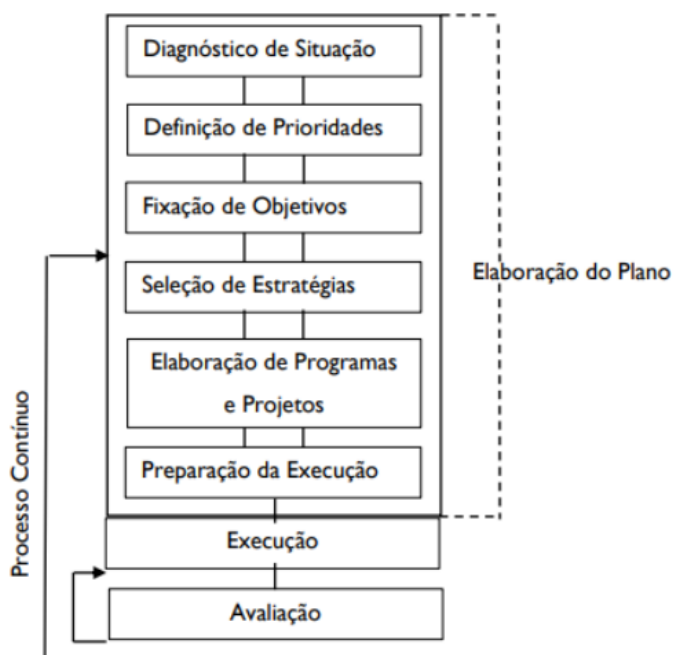 Diagnóstico de Situação
Definição de Prioridades
Fixação de Objetivos
Seleção de Estratégias
Elaboração do Plano
Elaboração de Programas
e Projetos
Preparação da Execução
Processo Contínuo
Execução
Avaliação